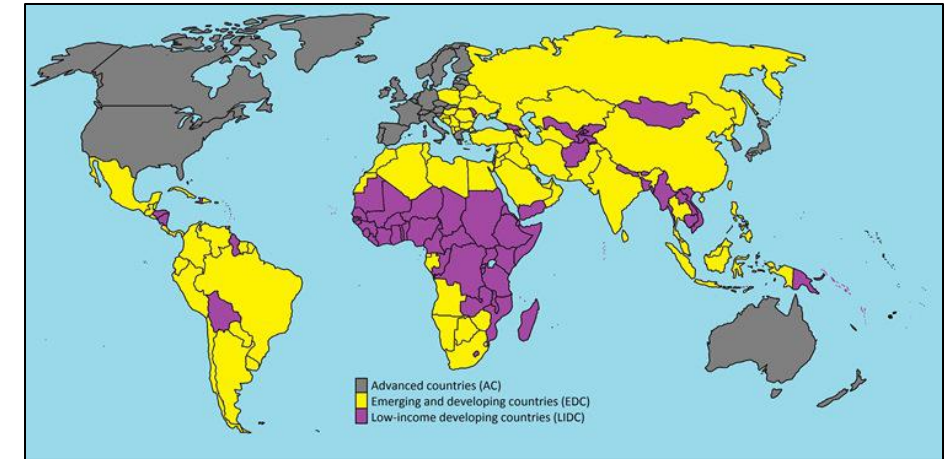 Advanced countries (AC)
Emerging and developing countries (EDC)
Low-income developing countries (LIDC)